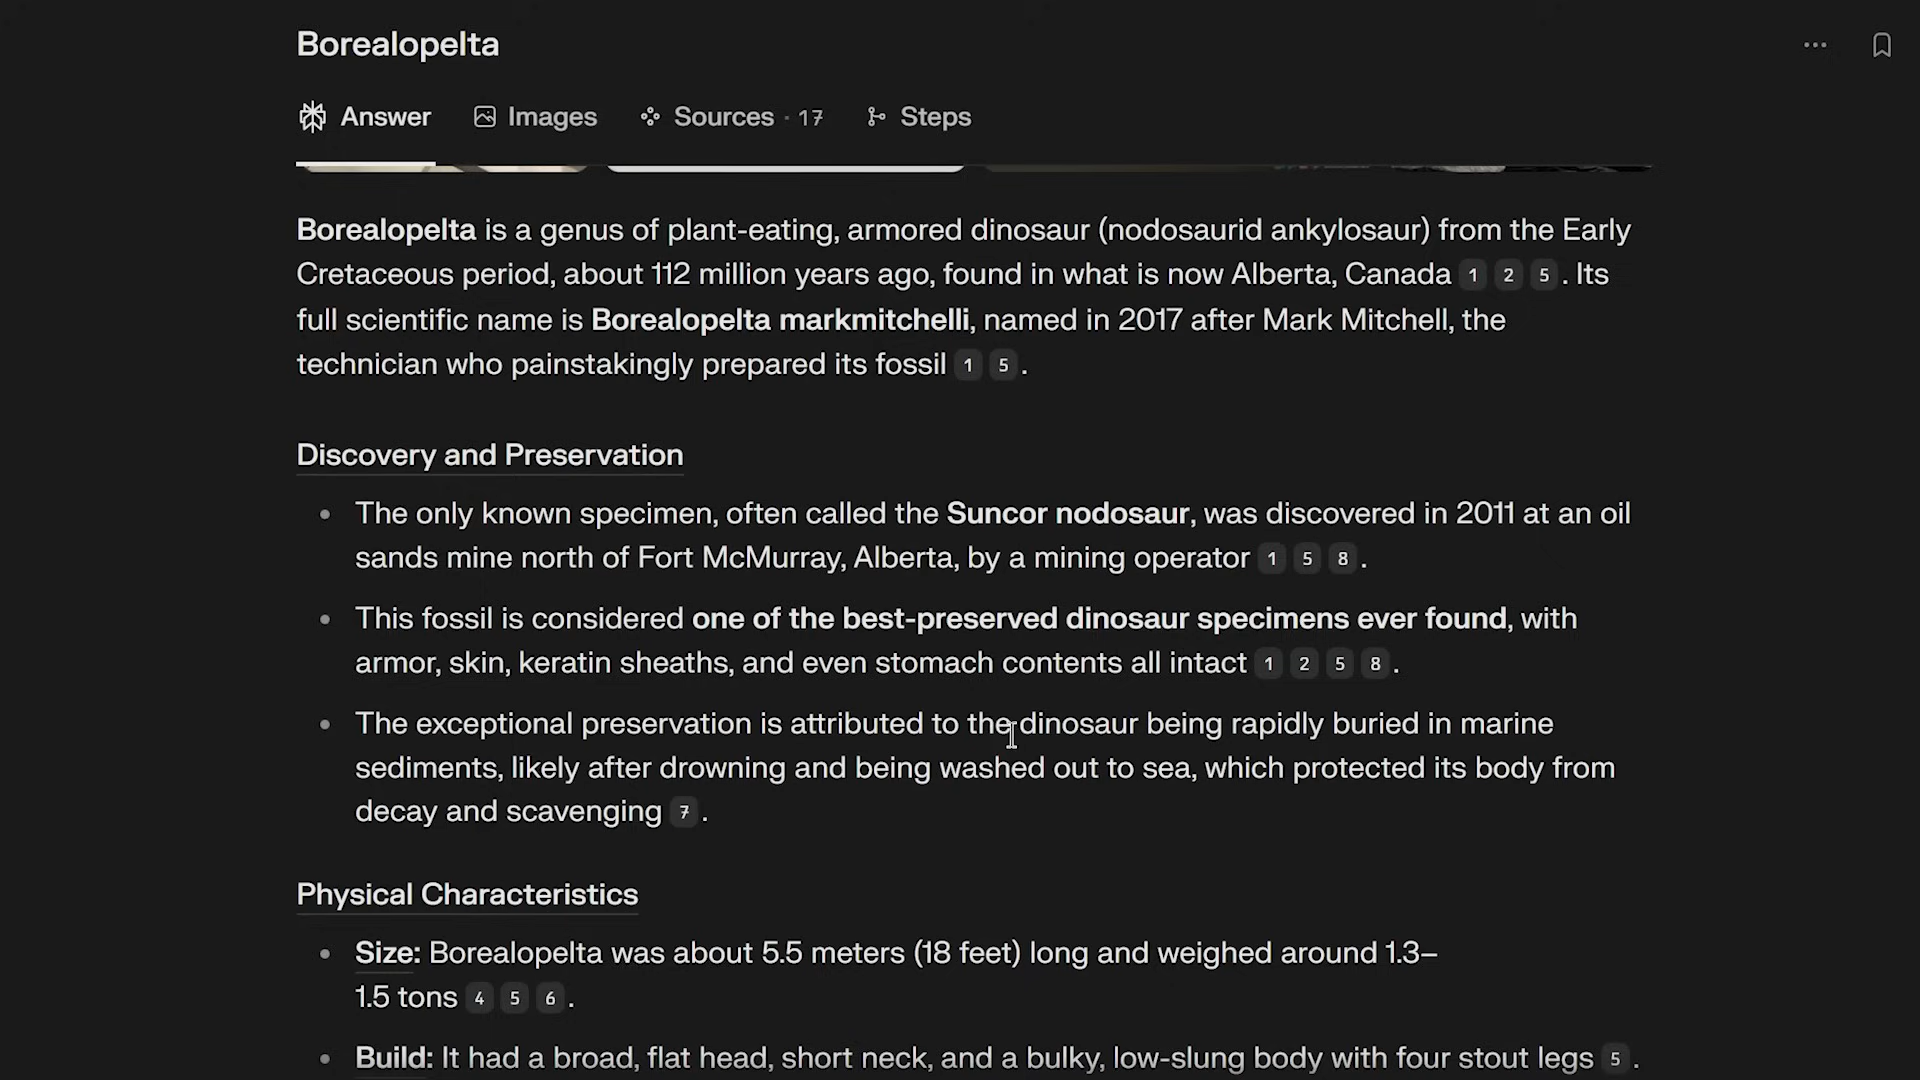 Borealopelta
Answer Images Sources · 17 Steps
Borealopelta is a genus of plant-eating, armored dinosaur (nodosaurid ankylosaur) from the Early
Cretaceous period, about 112 million years ago, found in what is now Alberta, Canada 1 2 5 . Its
full scientific name is Borealopelta markmitchelli, named in 2017 after Mark Mitchell, the
technician who painstakingly prepared its fossil 1 5 .
Discovery and Preservation
• The only known specimen, often called the Suncor nodosaur, was discovered in 2011 at an oil
sands mine north of Fort McMurray, Alberta, by a mining operator 1 5 8 .
• This fossil is considered one of the best-preserved dinosaur specimens ever found, with
armor, skin, keratin sheaths, and even stomach contents all intact 1 2 5 8 .
• The exceptional preservation is attributed to the dinosaur being rapidly buried in marine
sediments, likely after drowning and being washed out to sea, which protected its body from
decay and scavenging 7 .
Physical Characteristics
• Size: Borealopelta was about 5.5 meters (18 feet) long and weighed around 1.3–
1.5 tons 4 5 6 .
• Build: It had a broad, flat head, short neck, and a bulky, low-slung body with four stout legs 5 .